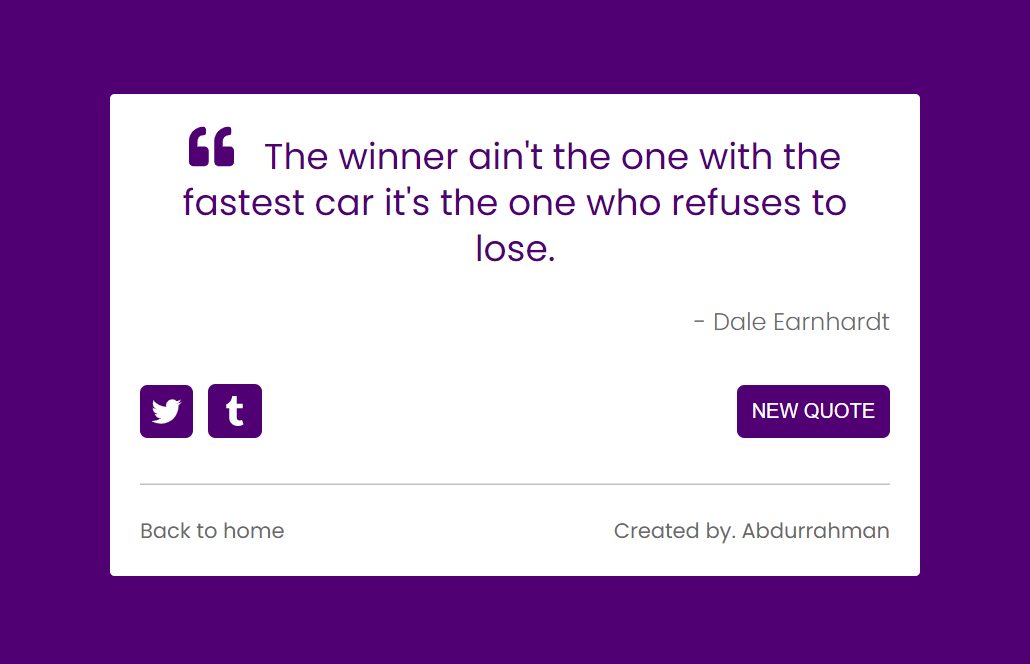 The winner ain't the one with the
fastest car it's the one who refuses to
lose.
- Dale Earnhardt
NEW QUOTE
Back to home
Created by. Abdurrahman